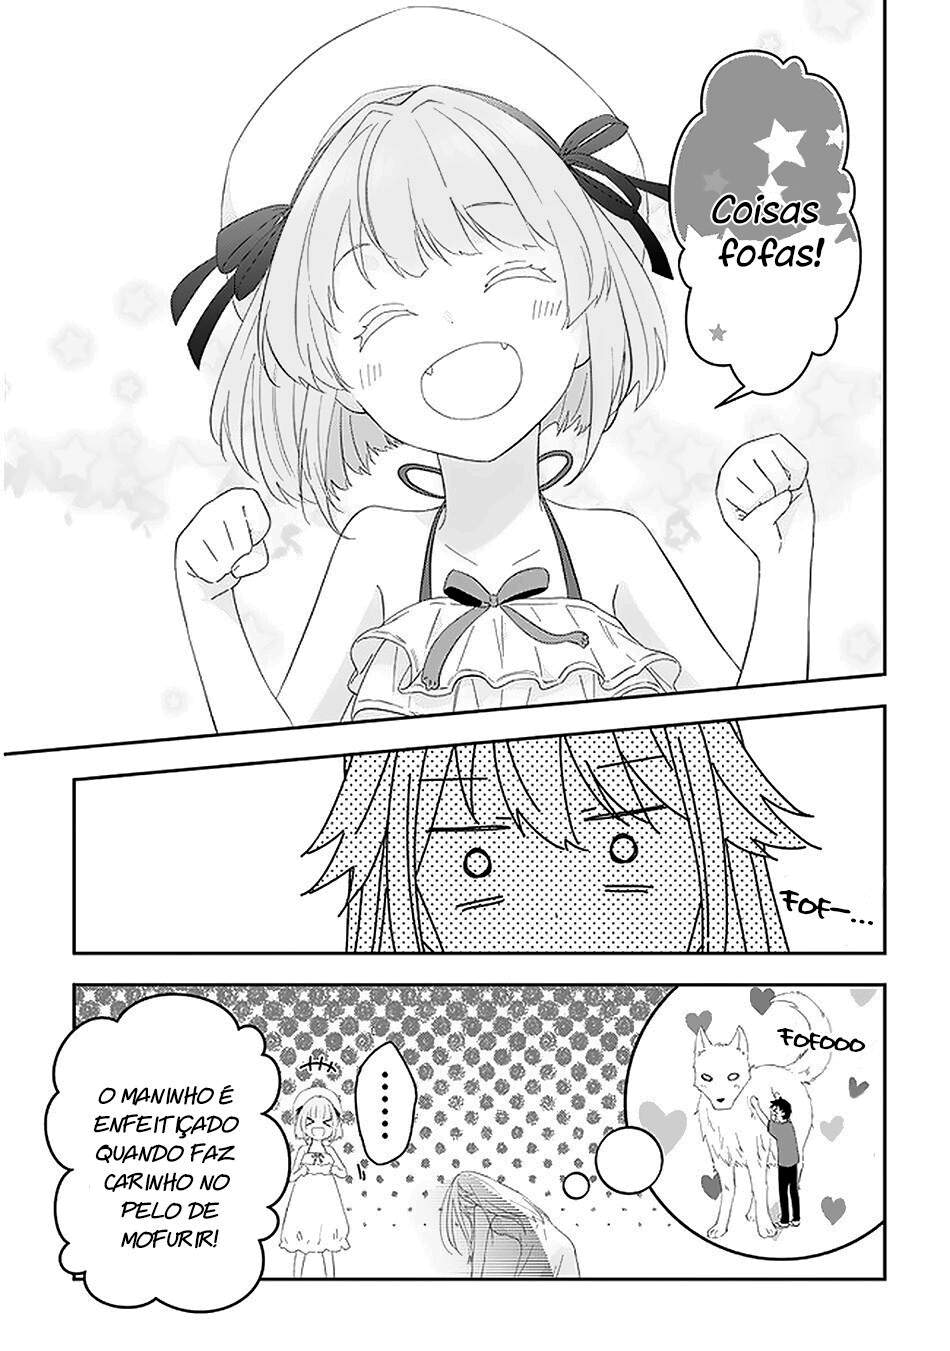 Coisas
fofas!
FOF—...
FOFOOO
......
O MANINHO É
ENFEITIÇADO
QUANDO FAZ
CARINHO NO
PELO DE
MOFURIR!